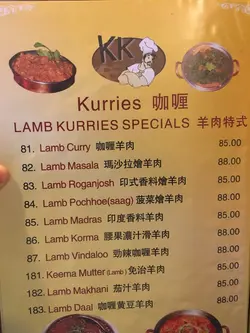 KK
Kurries 咖喱
LAMB KURRIES SPECIALS 羊肉特式
81. Lamb Curry 咖喱羊肉 85.00
82. Lamb Masala 瑪沙拉燴羊肉 88.00
83. Lamb Roganjosh 印式香料燴羊肉 88.00
84. Lamb Pochhoe(saag) 菠菜燴羊肉 88.00
85. Lamb Madras 印度香料羊肉 85.00
86. Lamb Korma 腰果濃汁滑羊肉 88.00
87. Lamb Vindaloo 勁辣咖喱羊肉 88.00
181. Keema Mutter (Lamb) 免治羊肉 85.00
182. Lamb Makhani 茄汁羊肉 85.00
183. Lamb Daal 咖喱黄豆羊肉 85.00